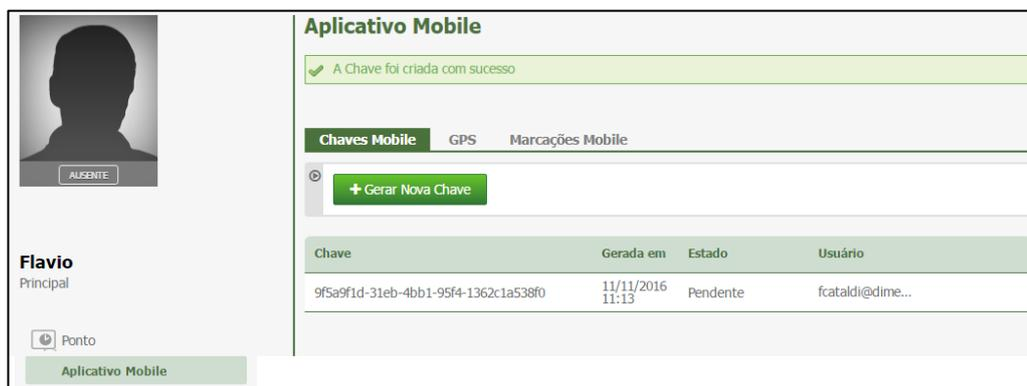 AUSENTE
Flavio
Principal
Ponto
Aplicativo Mobile
Aplicativo Mobile
A Chave foi criada com sucesso
Chaves Mobile GPS Marcações Mobile
+ Gerar Nova Chave
Chave Gerada em Estado Usuário
9f5a9f1d-31eb-4bb1-95f4-1362c1a538f0 11/11/2016 11:13 Pendente fcataldi@dime...